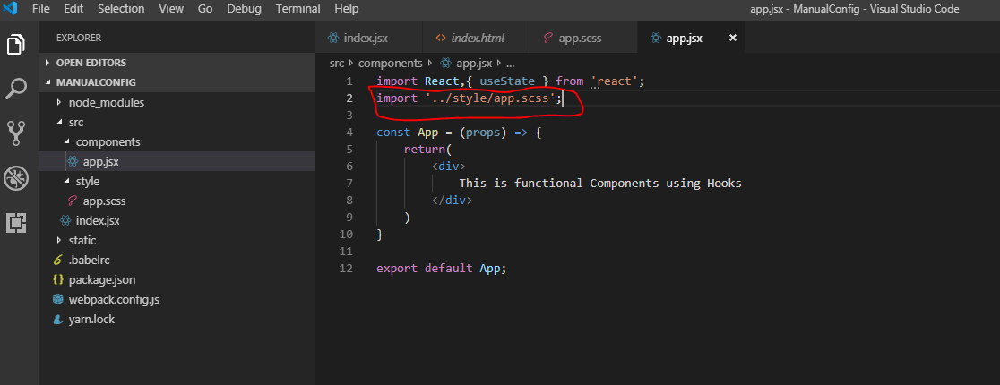 File Edit Selection View Go Debug Terminal Help app.jsx - ManualConfig - Visual Studio Code
EXPLORER
OPEN EDITORS
MANUALCONFIG
node_modules
src
components
app.jsx
style
app.scss
index.jsx
static
.babelrc
package.json
webpack.config.js
yarn.lock
index.jsx index.html app.scss app.jsx
src components app.jsx ...
1 import React,{ useState } from 'react';
2 import '../style/app.scss';
3
4 const App = (props) => {
5 return(
6 <div>
7 This is functional Components using Hooks
8 </div>
9 )
10 }
11
12 export default App;